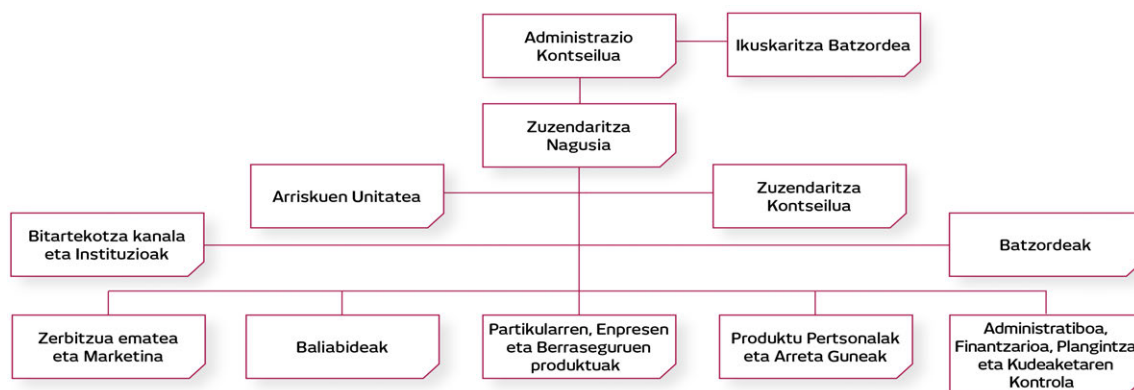 Administrazio
Kontseilua
Ikuskaritza Batzordea
Zuzendaritza
Nagusia
Arriskuen Unitatea
Zuzendaritza
Kontseilua
Bitartekotza kanala
eta Instituzioak
Batzordeak
Zerbitzua ematea
eta Marketina
Baliabideak
Partikularren, Enpresen
eta Berraseguruen
produktuak
Produktu Pertsonalak
eta Arreta Guneak
Administratiboa,
Finantzarioa, Plangintza
eta Kudeaketaren
Kontrola